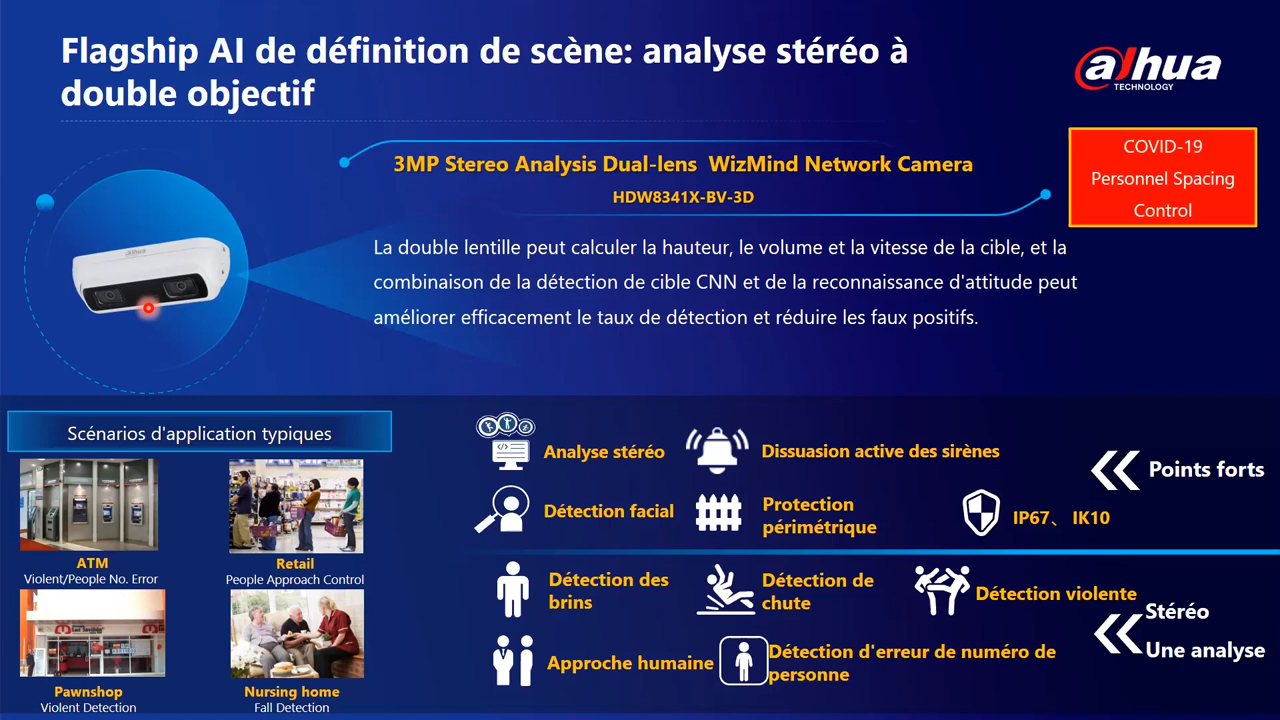 Flagship AI de définition de scène: analyse stéréo à
double objectif
alhua
TECHNOLOGY
3MP Stereo Analysis Dual-lens WizMind Network Camera
HDW8341X-BV-3D
COVID-19
Personnel Spacing
Control
alhua
La double lentille peut calculer la hauteur, le volume et la vitesse de la cible, et la
combinaison de la détection de cible CNN et de la reconnaissance d'attitude peut
améliorer efficacement le taux de détection et réduire les faux positifs.
Scénarios d'application typiques
ATM
Violent/People No. Error
Retail
People Approach Control
Pawnshop
Violent Detection
Nursing home
Fall Detection
Analyse stéréo
Dissuasion active des sirènes
Détection facial
Protection
périmétrique
IP67、 IK10
Points forts
Détection des
brins
Détection de
chute
Détection violente
Approche humaine
Détection d'erreur de numéro de
personne
Stéréo
Une analyse